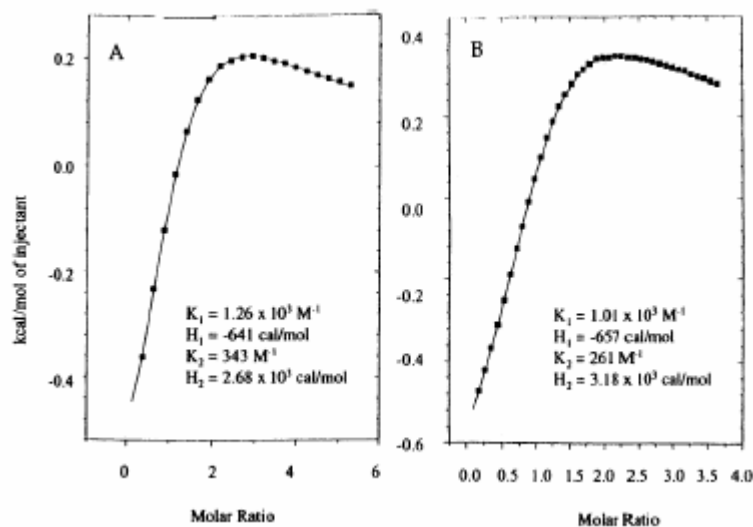 A
0.2
0.0
-0.2
-0.4
kcal/mol of injectant
K₁ = 1.26 x 10³ M⁻¹
H₁ = -641 cal/mol
K₂ = 343 M⁻¹
H₂ = 2.68 x 10³ cal/mol
0 2 4 6
Molar Ratio
B
0.4
0.2
0.0
-0.2
-0.4
-0.6
K₁ = 1.01 x 10³ M⁻¹
H₁ = -657 cal/mol
K₂ = 261 M⁻¹
H₂ = 3.18 x 10³ cal/mol
0.0 0.5 1.0 1.5 2.0 2.5 3.0 3.5 4.0
Molar Ratio